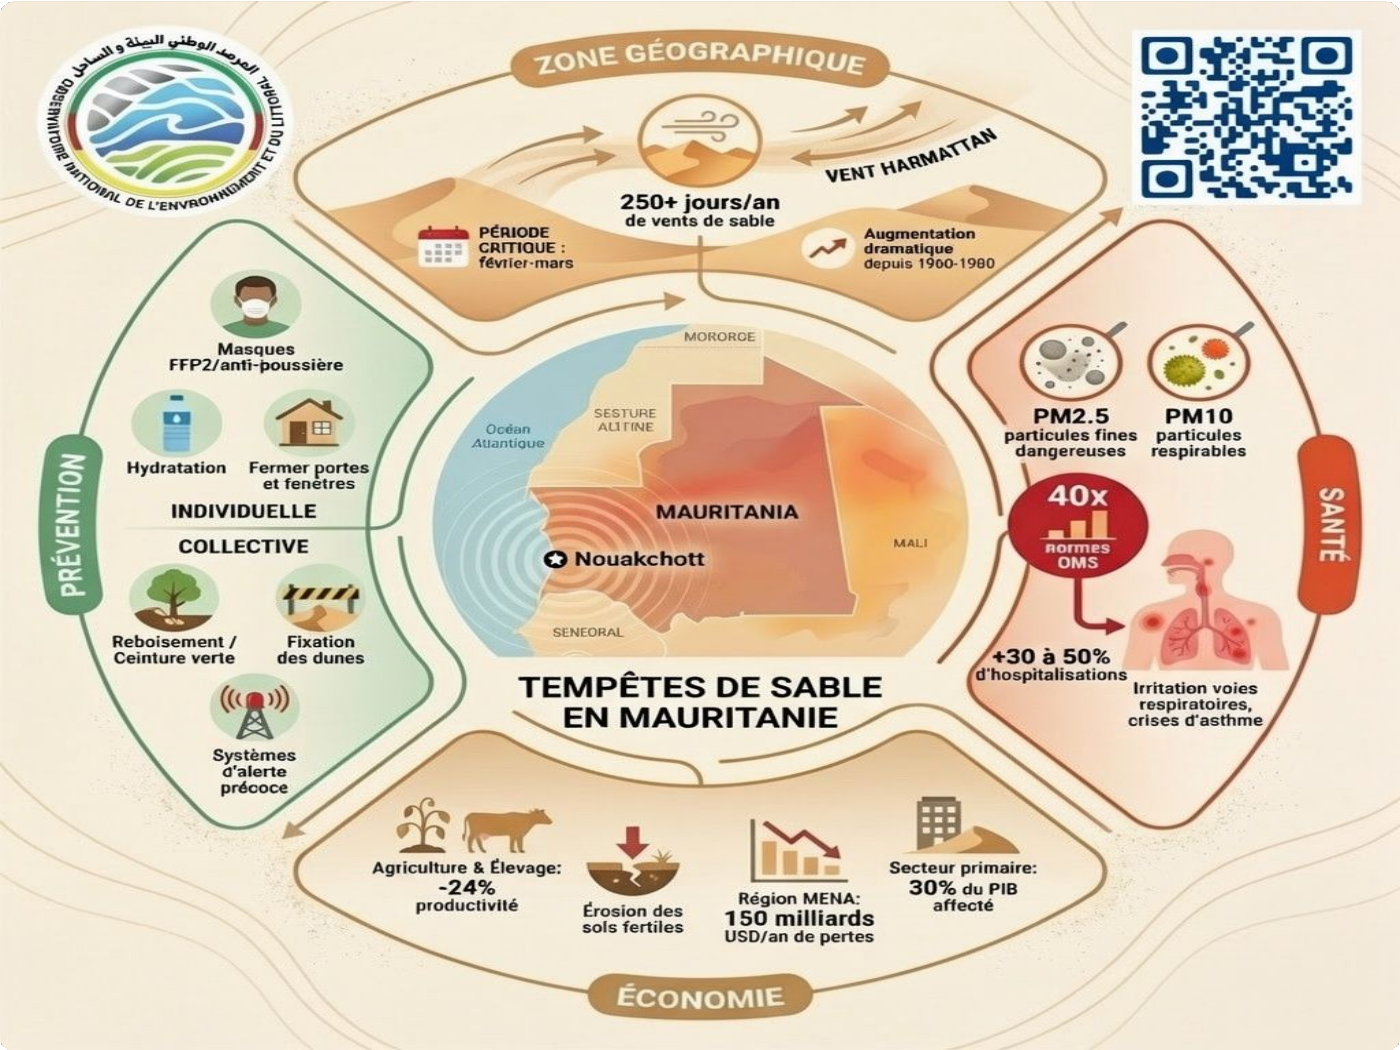 المرصد الوطني للبيئة و الساحل
OBSERVATOIRE NATIONAL DE L'ENVIRONNEMENT ET DU LITTORAL
ZONE GÉOGRAPHIQUE
VENT HARMATTAN
250+ jours/an
de vents de sable
PÉRIODE
CRITIQUE :
février-mars
Augmentation
dramatique
depuis 1960-1980
PRÉVENTION
Masques
FFP2/anti-poussière
Hydratation
Fermer portes
et fenêtres
INDIVIDUELLE
COLLECTIVE
Reboisement /
Ceinture verte
Fixation
des dunes
Systèmes
d'alerte
précoce
MORORGE
SESTURE
ALITINE
Océan
Atlantique
MAURITANIA
Nouakchott
MALI
SENEORAL
TEMPÊTES DE SABLE
EN MAURITANIE
SANTÉ
PM2.5
particules fines
dangereuses
PM10
particules
respirables
40x
normes
OMS
+30 à 50%
d'hospitalisations
Irritation voies
respiratoires,
crises d'asthme
Agriculture & Élevage:
-24%
productivité
Érosion des
sols fertiles
Région MENA:
150 milliards
USD/an de pertes
Secteur primaire:
30% du PIB
affecté
ÉCONOMIE